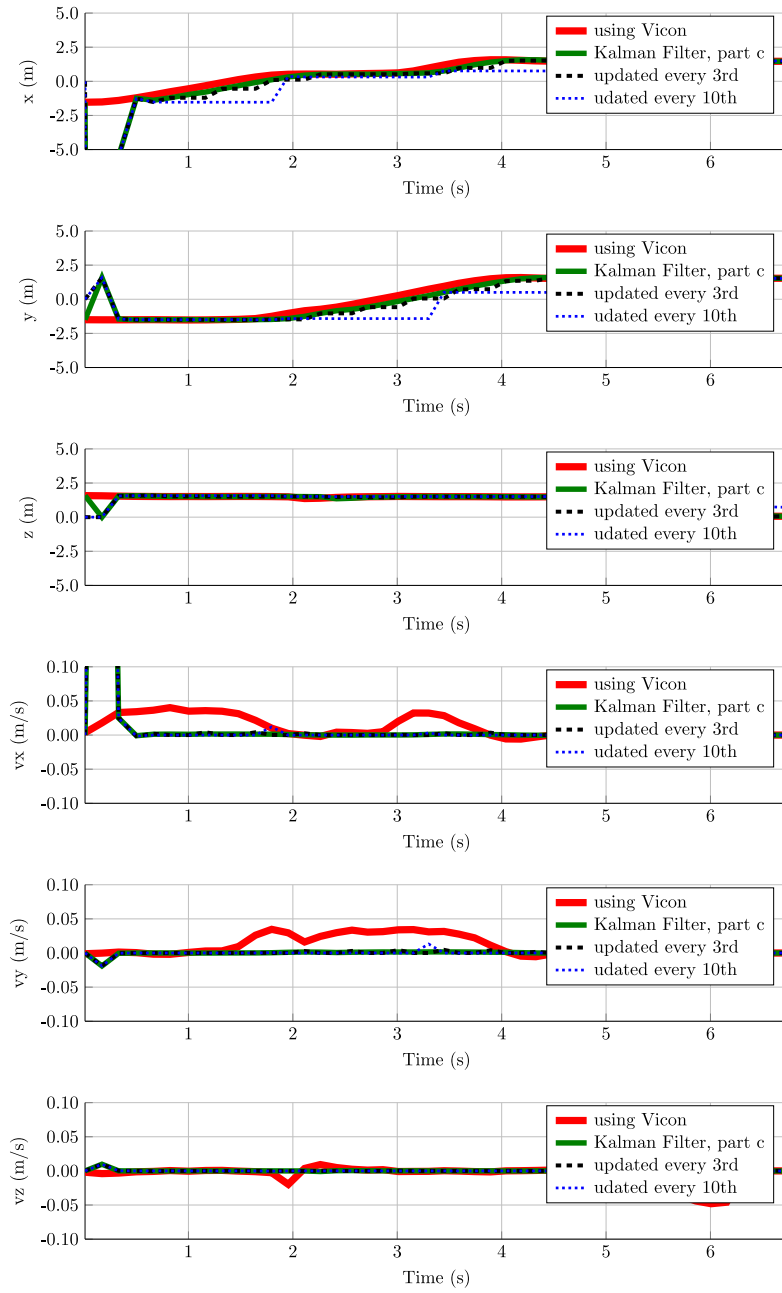 5.0
2.5
0.0
-2.5
-5.0
x (m)
using Vicon
Kalman Filter, part c
updated every 3rd
udated every 10th
1 2 3 4 5 6
Time (s)
5.0
2.5
0.0
-2.5
-5.0
y (m)
using Vicon
Kalman Filter, part c
updated every 3rd
udated every 10th
1 2 3 4 5 6
Time (s)
5.0
2.5
0.0
-2.5
-5.0
z (m)
using Vicon
Kalman Filter, part c
updated every 3rd
udated every 10th
1 2 3 4 5 6
Time (s)
0.10
0.05
0.00
-0.05
-0.10
vx (m/s)
using Vicon
Kalman Filter, part c
updated every 3rd
udated every 10th
1 2 3 4 5 6
Time (s)
0.10
0.05
0.00
-0.05
-0.10
vy (m/s)
using Vicon
Kalman Filter, part c
updated every 3rd
udated every 10th
1 2 3 4 5 6
Time (s)
0.10
0.05
0.00
-0.05
-0.10
vz (m/s)
using Vicon
Kalman Filter, part c
updated every 3rd
udated every 10th
1 2 3 4 5 6
Time (s)